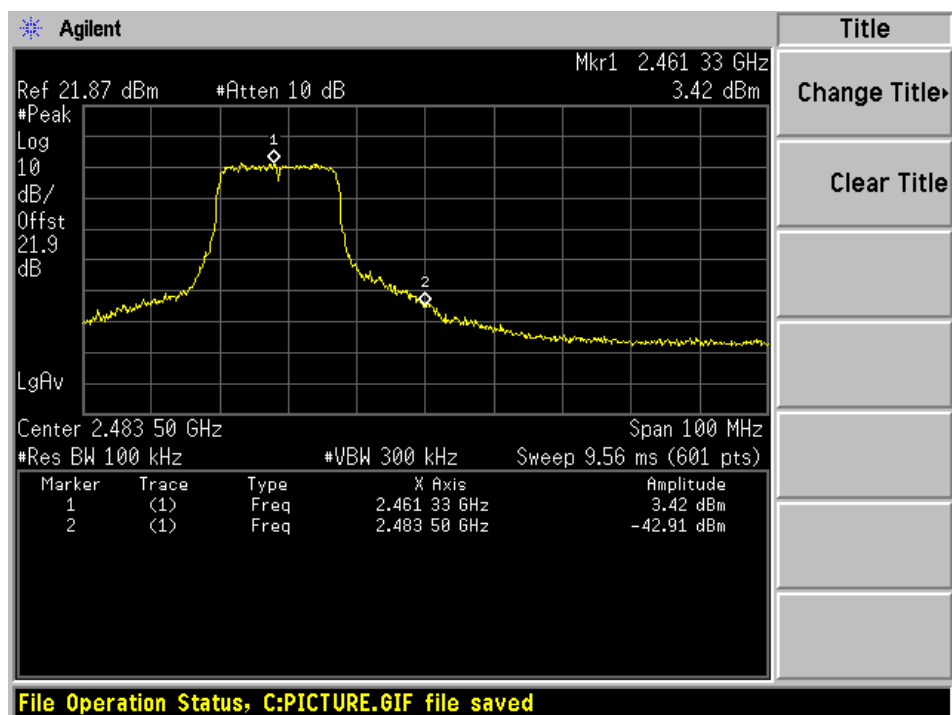 Agilent
Title
Mkr1 2.461 33 GHz
Ref 21.87 dBm #Atten 10 dB 3.42 dBm
#Peak
Log
10
dB/
Offst
21.9
dB
LgAv
1
2
Center 2.483 50 GHz Span 100 MHz
#Res BW 100 kHz #VBW 300 kHz Sweep 9.56 ms (601 pts)
Marker Trace Type X Axis Amplitude
1 (1) Freq 2.461 33 GHz 3.42 dBm
2 (1) Freq 2.483 50 GHz -42.91 dBm
Change Title
Clear Title
File Operation Status, C:PICTURE.GIF file saved